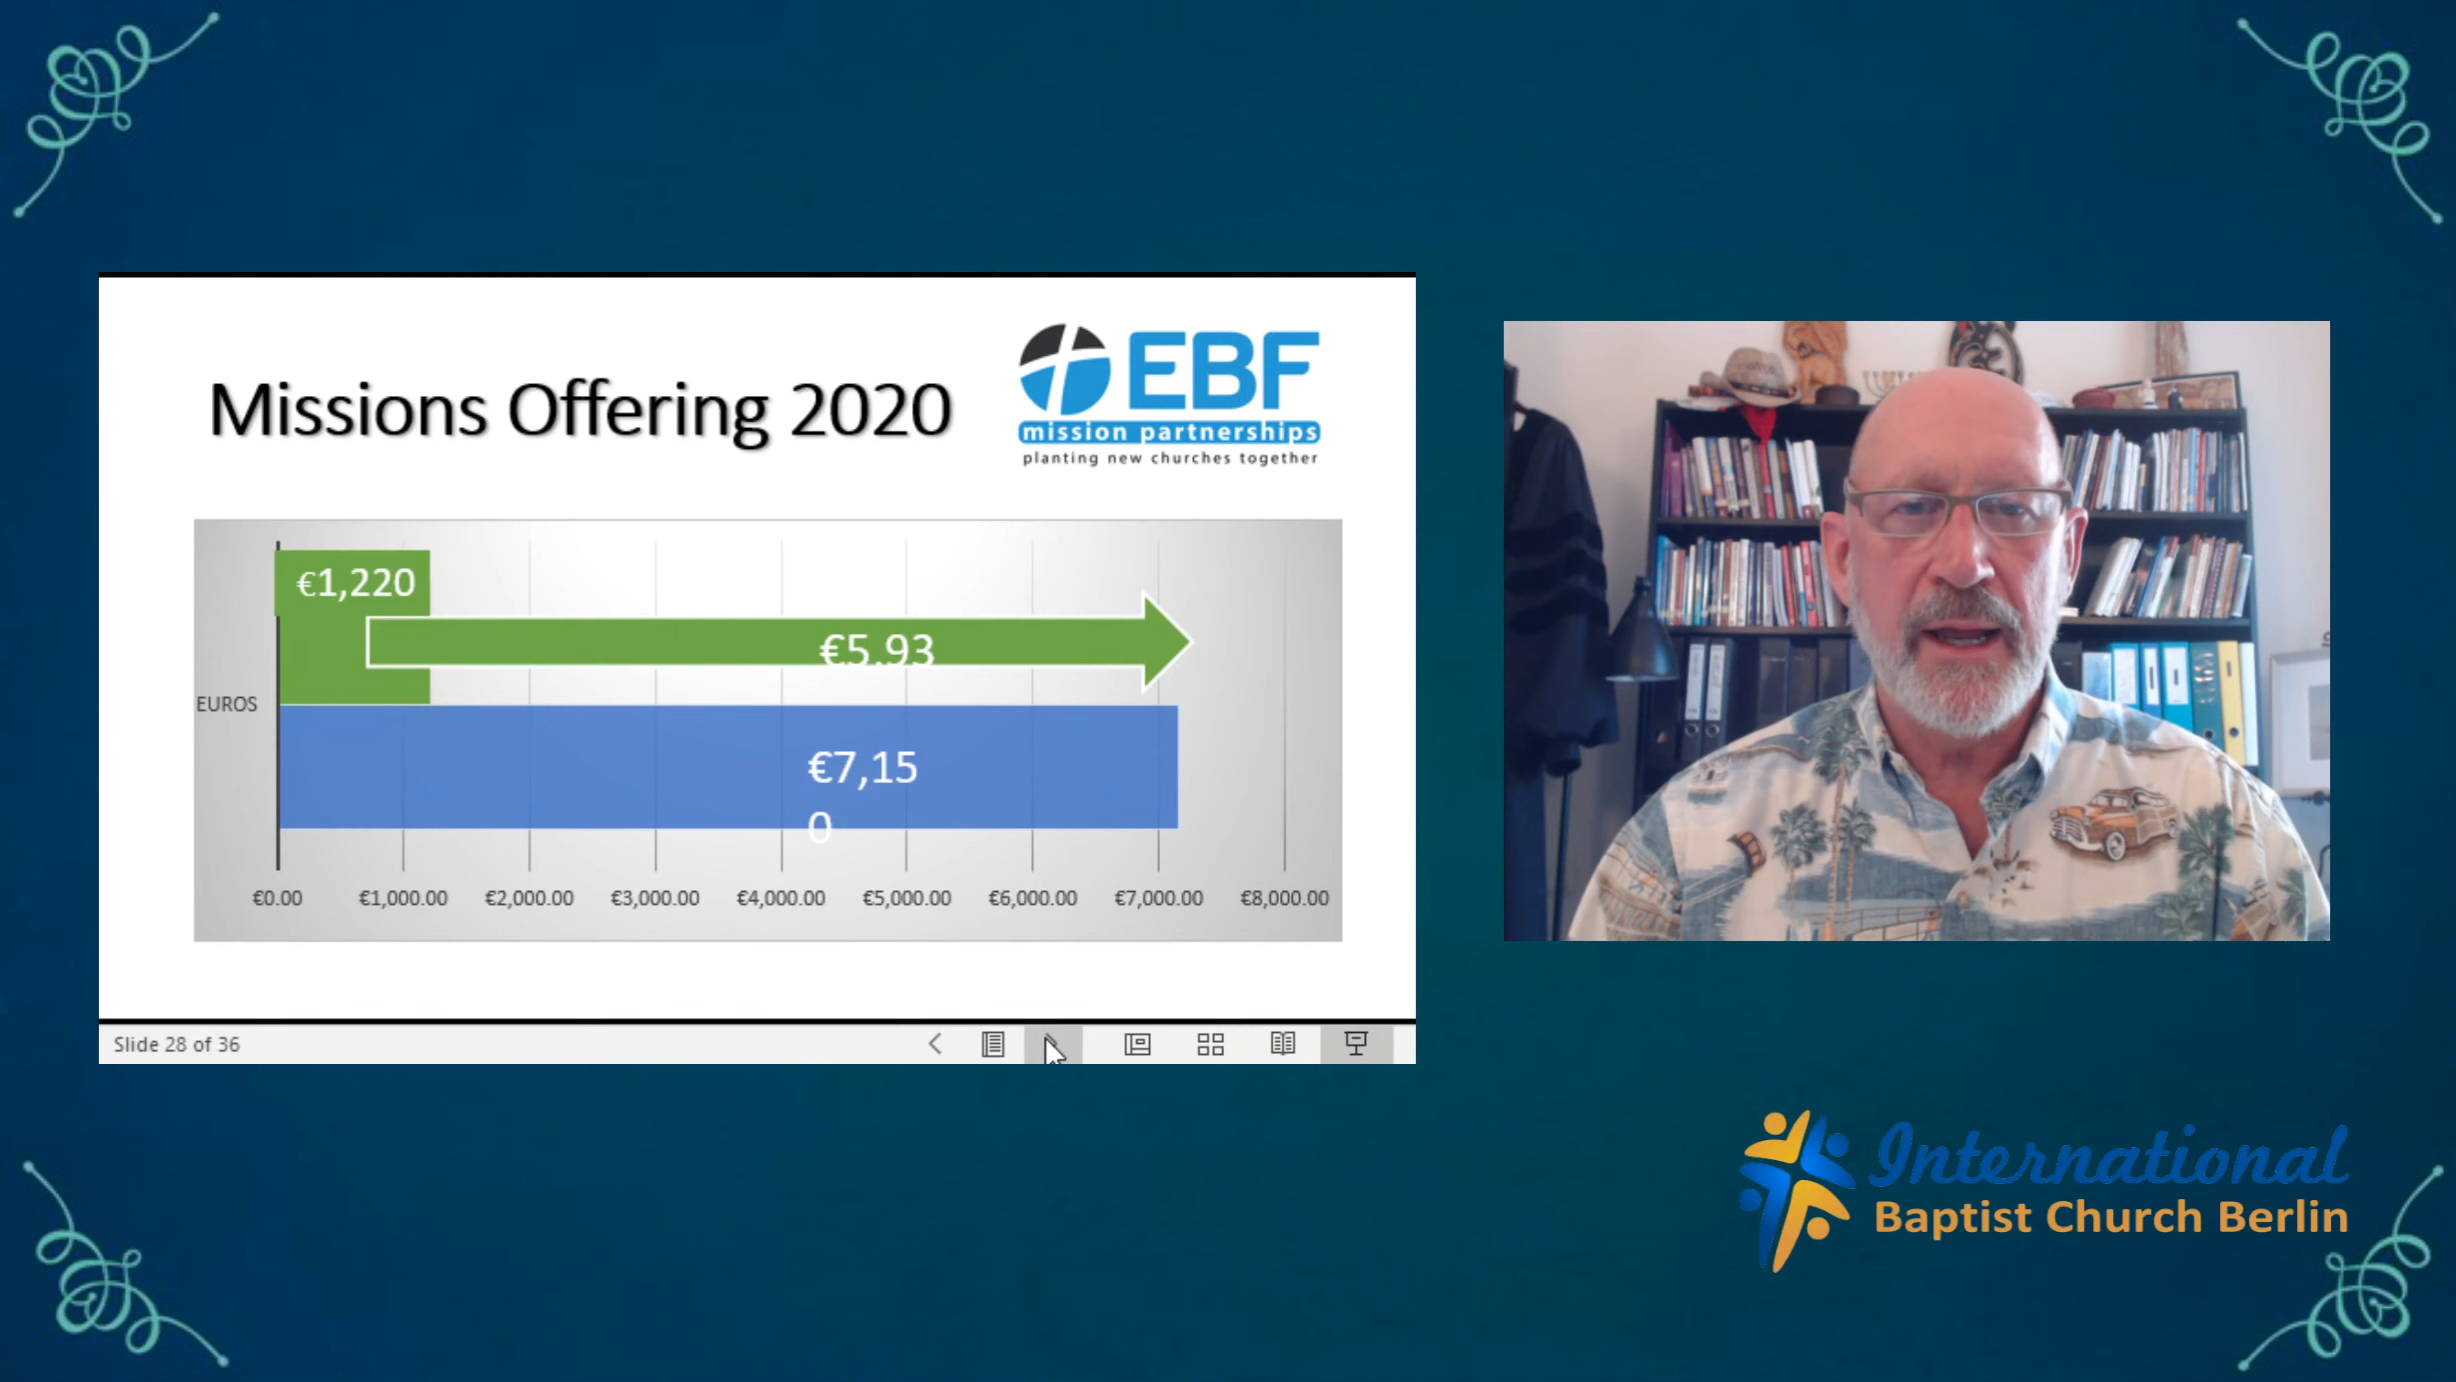 Missions Offering 2020
EBF
mission partnerships
planting new churches together
€1,220
€5.93
EUROS
€7,15
0
€0.00 €1,000.00 €2,000.00 €3,000.00 €4,000.00 €5,000.00 €6,000.00 €7,000.00 €8,000.00
Slide 28 of 36
International
Baptist Church Berlin